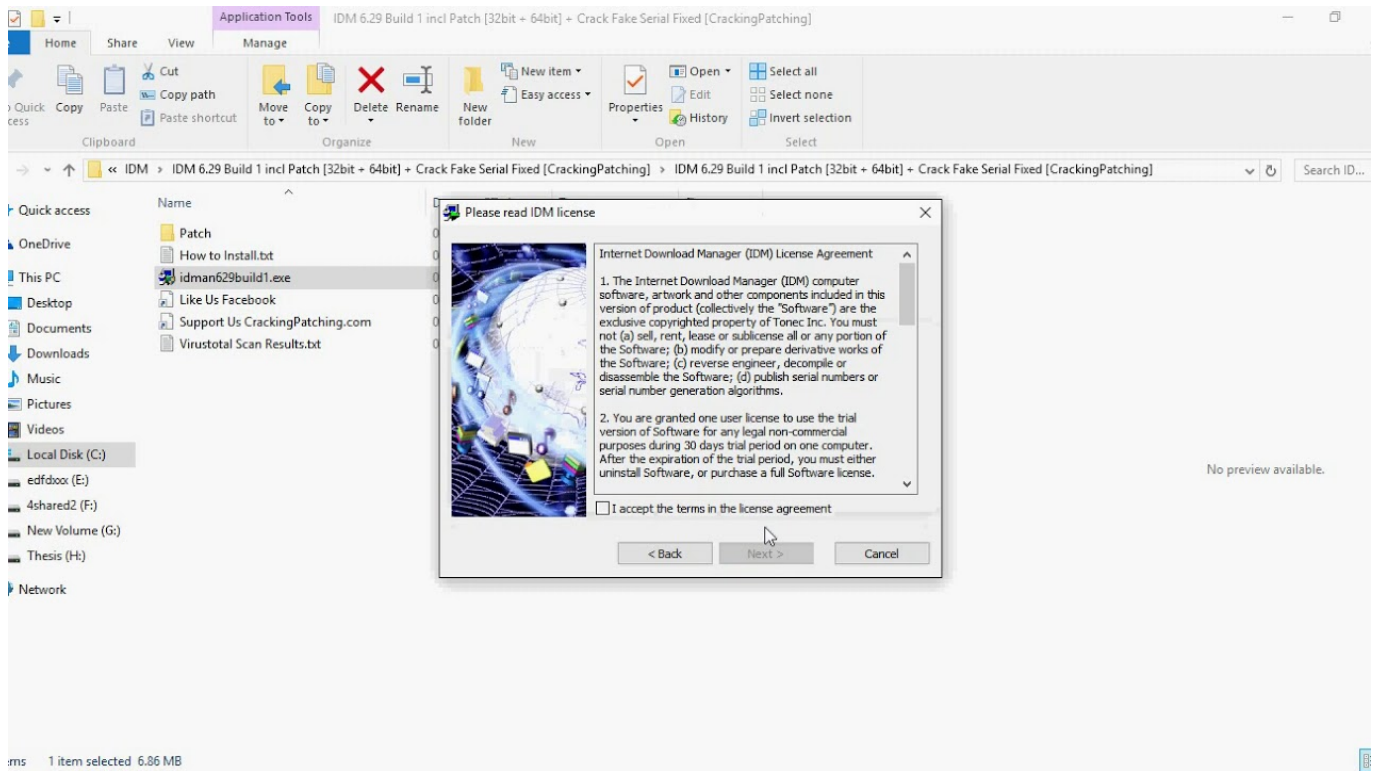 Application Tools
IDM 6.29 Build 1 incl Patch [32bit + 64bit] + Crack Fake Serial Fixed [CrackingPatching]
Home
Share
View
Manage
Quick
Copy
Paste
Cut
Copy path
Paste shortcut
Move to
Copy to
Delete
Rename
New folder
New item
Easy access
Properties
Open
Edit
History
Select all
Select none
Invert selection
Clipboard
Organize
New
Open
Select
« IDM > IDM 6.29 Build 1 incl Patch [32bit + 64bit] + Crack Fake Serial Fixed [CrackingPatching] > IDM 6.29 Build 1 incl Patch [32bit + 64bit] + Crack Fake Serial Fixed [CrackingPatching]
Search ID...
Quick access
OneDrive
This PC
Desktop
Documents
Downloads
Music
Pictures
Videos
Local Disk (C:)
edfdxxx (E:)
4shared2 (F:)
New Volume (G:)
Thesis (H:)
Network
Name
Patch
How to Install.txt
idman629build1.exe
Like Us Facebook
Support Us CrackingPatching.com
Virustotal Scan Results.txt
Please read IDM license
Internet Download Manager (IDM) License Agreement
1. The Internet Download Manager (IDM) computer
software, artwork and other components included in this
version of product (collectively the "Software") are the
exclusive copyrighted property of Tonec Inc. You must
not (a) sell, rent, lease or sublicense all or any portion of
the Software; (b) modify or prepare derivative works of
the Software; (c) reverse engineer, decompile or
disassemble the Software; (d) publish serial numbers or
serial number generation algorithms.
2. You are granted one user license to use the trial
version of Software for any legal non-commercial
purposes during 30 days trial period on one computer.
After the expiration of the trial period, you must either
uninstall Software, or purchase a full Software license.
I accept the terms in the license agreement
< Back
Next >
Cancel
No preview available.
1 item selected 6.86 MB